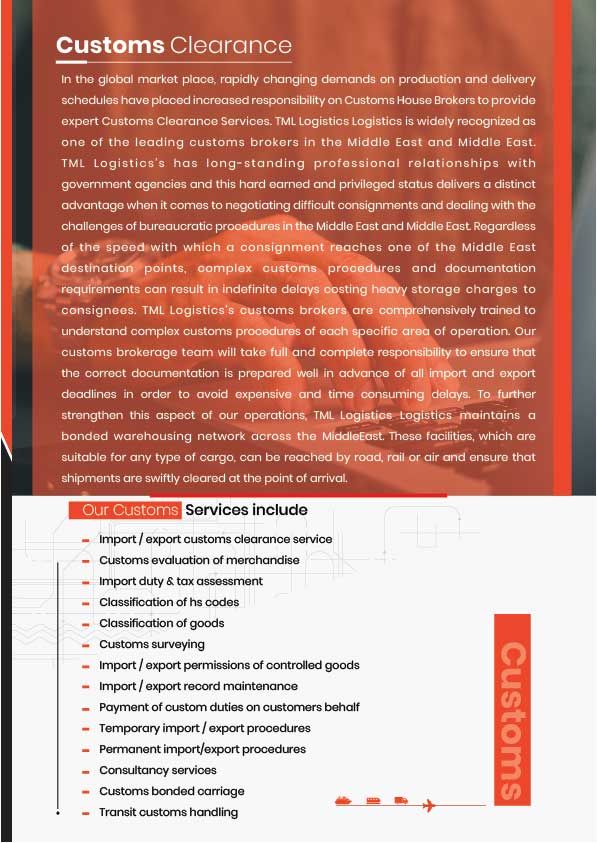 Customs Clearance
In the global market place, rapidly changing demands on production and delivery
schedules have placed increased responsibility on Customs House Brokers to provide
expert Customs Clearance Services. TML Logistics Logistics is widely recognized as
one of the leading customs brokers in the Middle East and Middle East.
TML Logistics's has long-standing professional relationships with
government agencies and this hard earned and privileged status delivers a distinct
advantage when it comes to negotiating difficult consignments and dealing with the
challenges of bureaucratic procedures in the Middle East and Middle East. Regardless
of the speed with which a consignment reaches one of the Middle East
destination points, complex customs procedures and documentation
requirements can result in indefinite delays costing heavy storage charges to
consignees. TML Logistics's customs brokers are comprehensively trained to
understand complex customs procedures of each specific area of operation. Our
customs brokerage team will take full and complete responsibility to ensure that
the correct documentation is prepared well in advance of all import and export
deadlines in order to avoid expensive and time consuming delays. To further
strengthen this aspect of our operations, TML Logistics Logistics maintains a
bonded warehousing network across the MiddleEast. These facilities, which are
suitable for any type of cargo, can be reached by road, rail or air and ensure that
shipments are swiftly cleared at the point of arrival.
Our Customs Services include
Import / export customs clearance service
Customs evaluation of merchandise
Import duty & tax assessment
Classification of hs codes
Classification of goods
Customs surveying
Import / export permissions of controlled goods
Import / export record maintenance
Payment of custom duties on customers behalf
Temporary import / export procedures
Permanent import/export procedures
Consultancy services
Customs bonded carriage
Transit customs handling
Customs